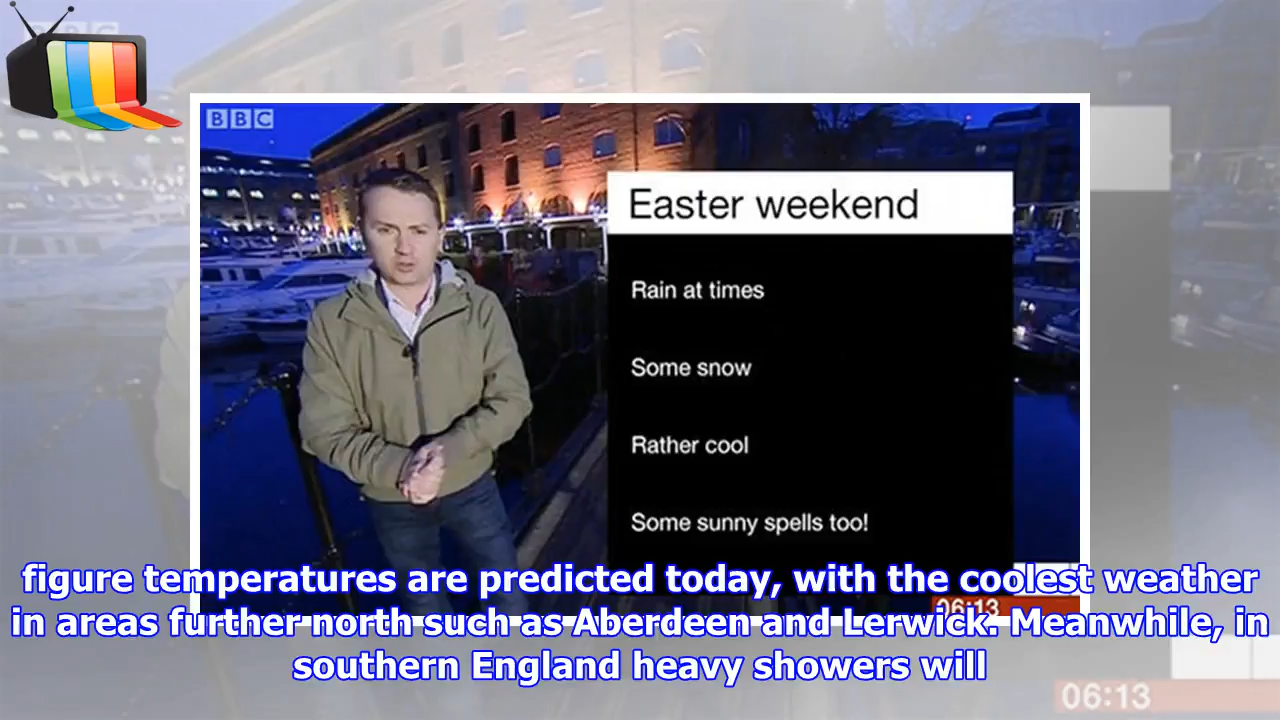 BBC
Easter weekend
Rain at times
Some snow
Rather cool
Some sunny spells too!
06:13
figure temperatures are predicted today, with the coolest weather
in areas further north such as Aberdeen and Lerwick. Meanwhile, in
southern England heavy showers will
06:13